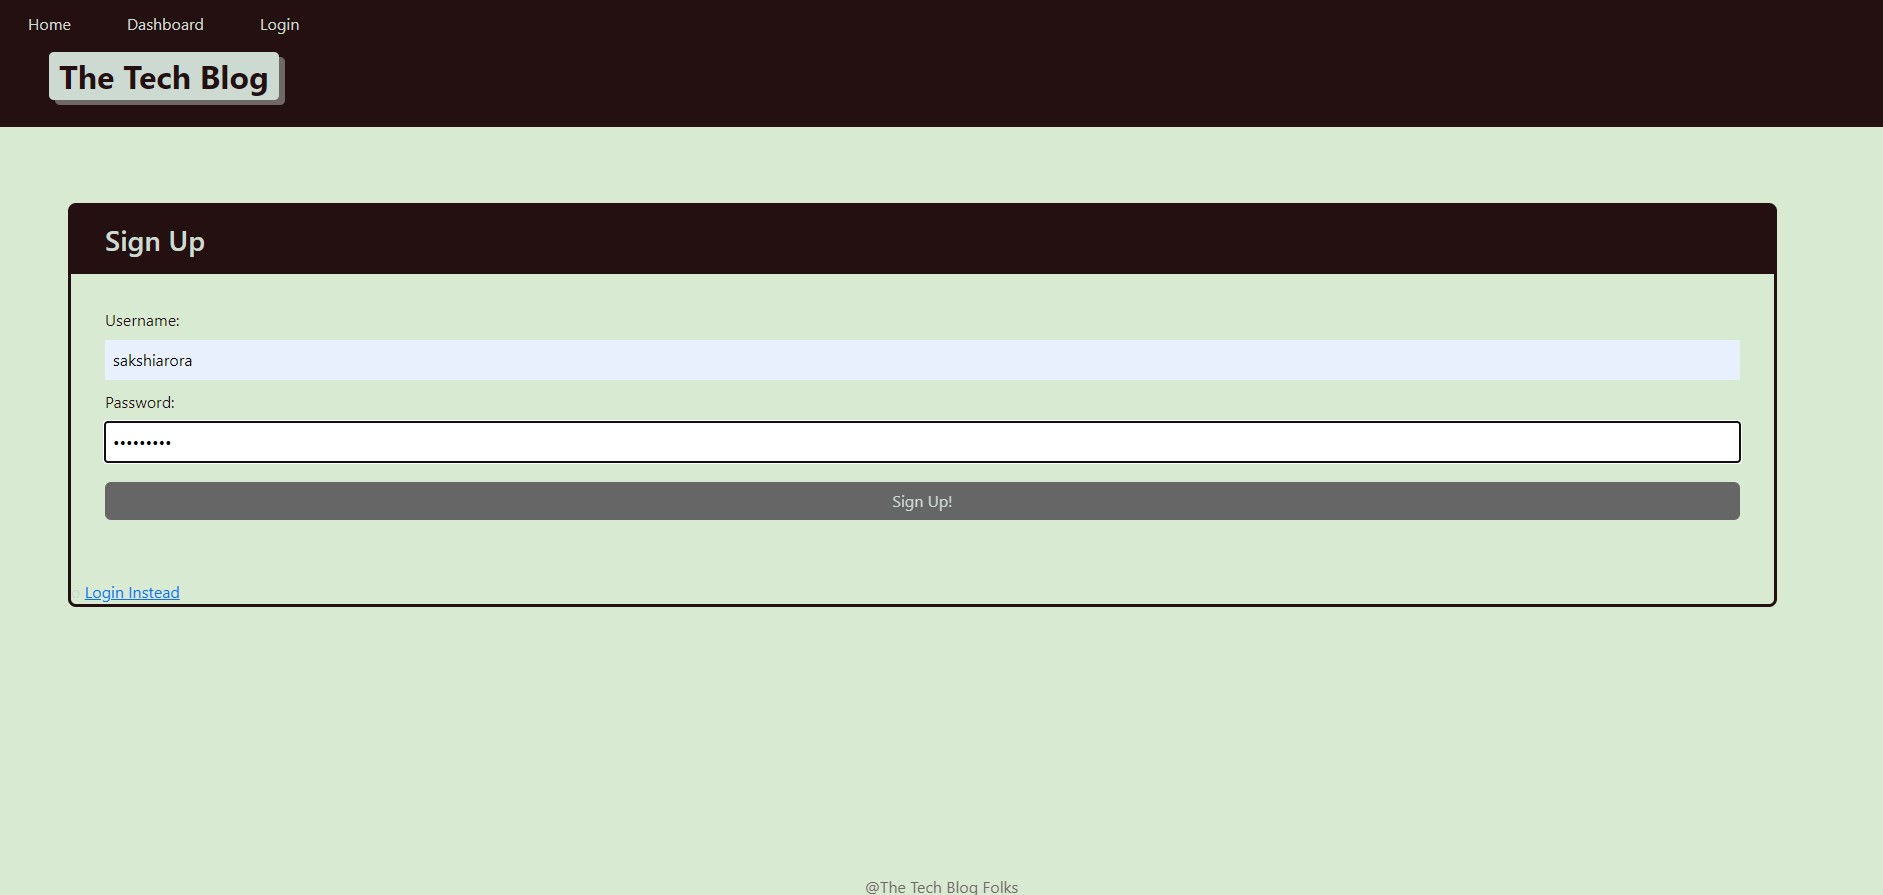 Home Dashboard Login
The Tech Blog
Sign Up
Username:
sakshiarora
Password:
•••••••••
Sign Up!
Login Instead
@The Tech Blog Folks